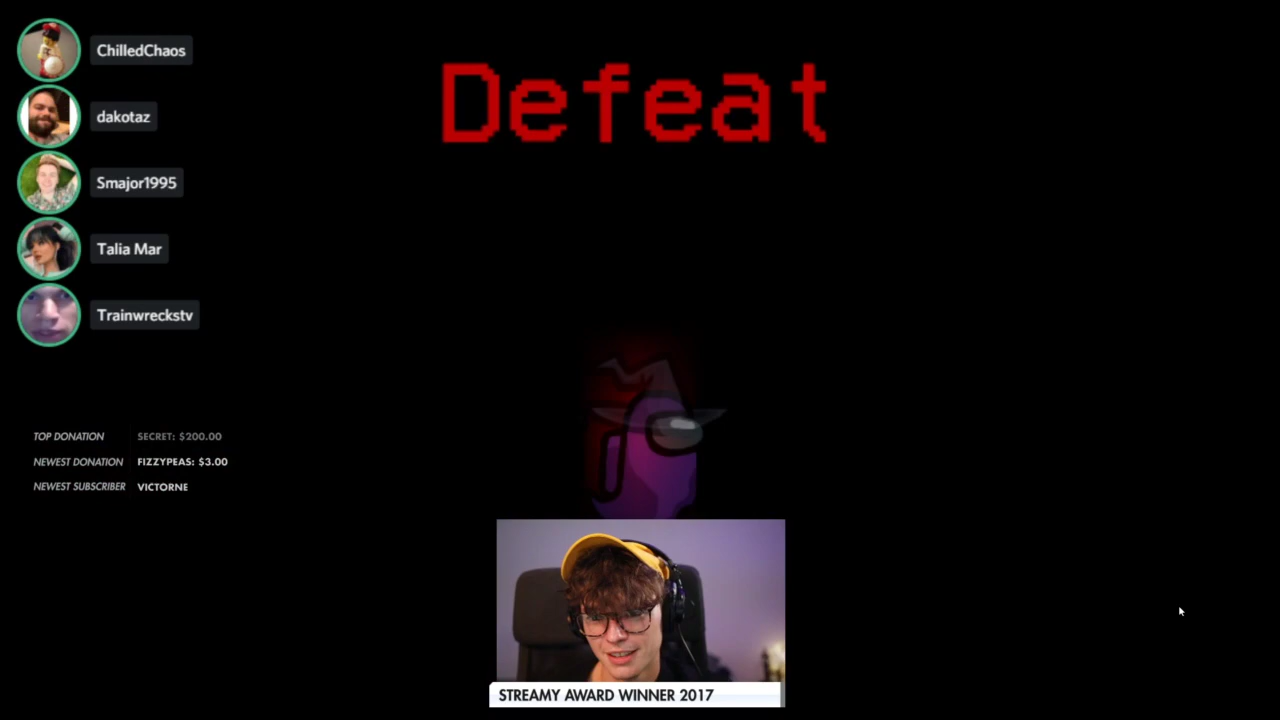 Defeat
ChilledChaos
dakotaz
Smajor1995
Talia Mar
Trainwreckstv
TOP DONATION SECRET: $200.00
NEWEST DONATION FIZZYPEAS: $3.00
NEWEST SUBSCRIBER VICTORNE
STREAMY AWARD WINNER 2017